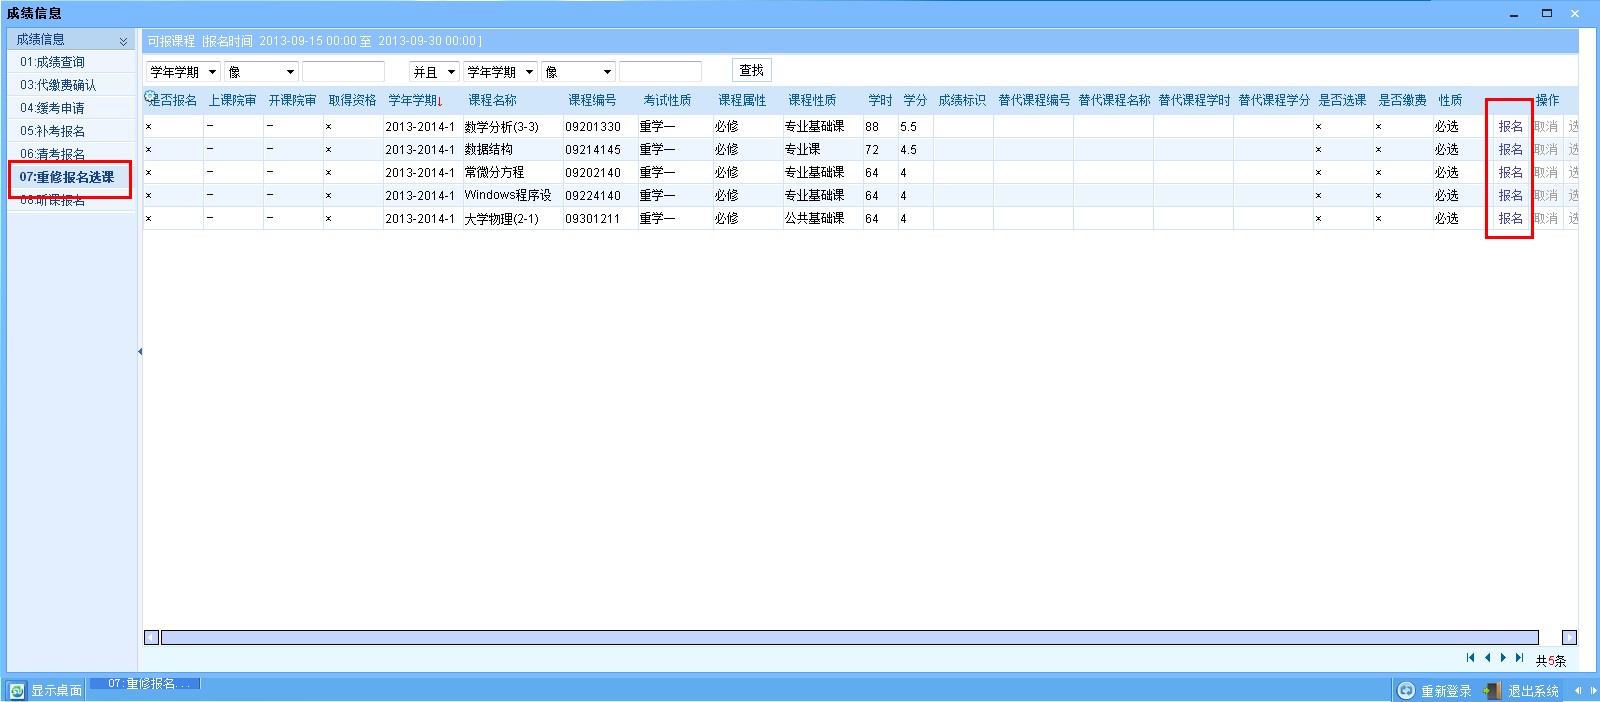 成绩信息
成绩信息
可报课程 [报名时间 2013-09-15 00:00 至 2013-09-30 00:00 ]
01:成绩查询
03:代缴费确认
04:缓考申请
05:补考报名
06:清考报名
07:重修报名选课
08:听课报名
学年学期 像 并且 学年学期 像 查找
是否报名 上课院审 开课院审 取得资格 学年学期↓ 课程名称 课程编号 考试性质 课程属性 课程性质 学时 学分 成绩标识 替代课程编号 替代课程名称 替代课程学时 替代课程学分 是否选课 是否缴费 性质 操作
× － － × 2013-2014-1 数学分析(3-3) 09201330 重学一 必修 专业基础课 88 5.5 × × 必选 报名 取消 选
× － － × 2013-2014-1 数据结构 09214145 重学一 必修 专业课 72 4.5 × × 必选 报名 取消 选
× － － × 2013-2014-1 常微分方程 09202140 重学一 必修 专业基础课 64 4 × × 必选 报名 取消 选
× － － × 2013-2014-1 Windows程序设 09224140 重学一 必修 专业基础课 64 4 × × 必选 报名 取消 选
× － － × 2013-2014-1 大学物理(2-1) 09301211 重学一 必修 公共基础课 64 4 × × 必选 报名 取消 选
共5条
显示桌面 07:重修报名... 重新登录 退出系统